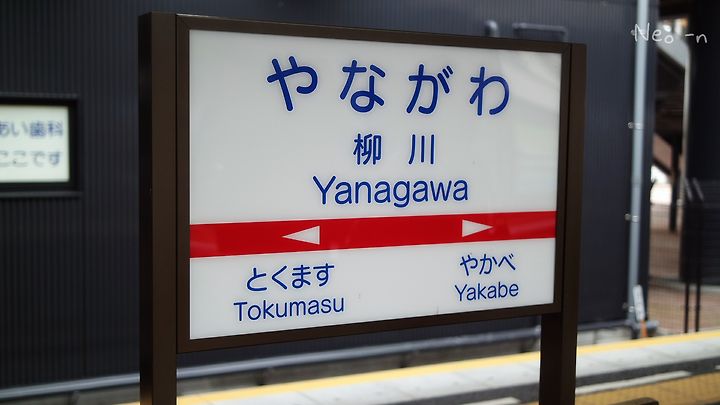 やながわ
柳川
Yanagawa
とくます
Tokumasu
やかべ
Yakabe
あい歯科
ここです
Neo -n